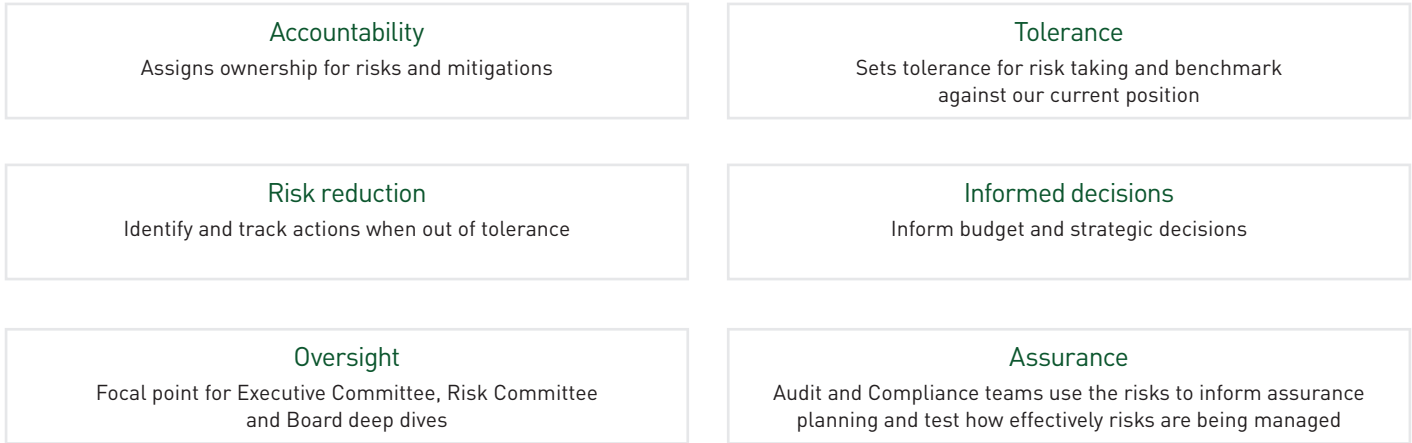 Accountability
Assigns ownership for risks and mitigations
Tolerance
Sets tolerance for risk taking and benchmark
against our current position
Risk reduction
Identify and track actions when out of tolerance
Informed decisions
Inform budget and strategic decisions
Oversight
Focal point for Executive Committee, Risk Committee
and Board deep dives
Assurance
Audit and Compliance teams use the risks to inform assurance
planning and test how effectively risks are being managed